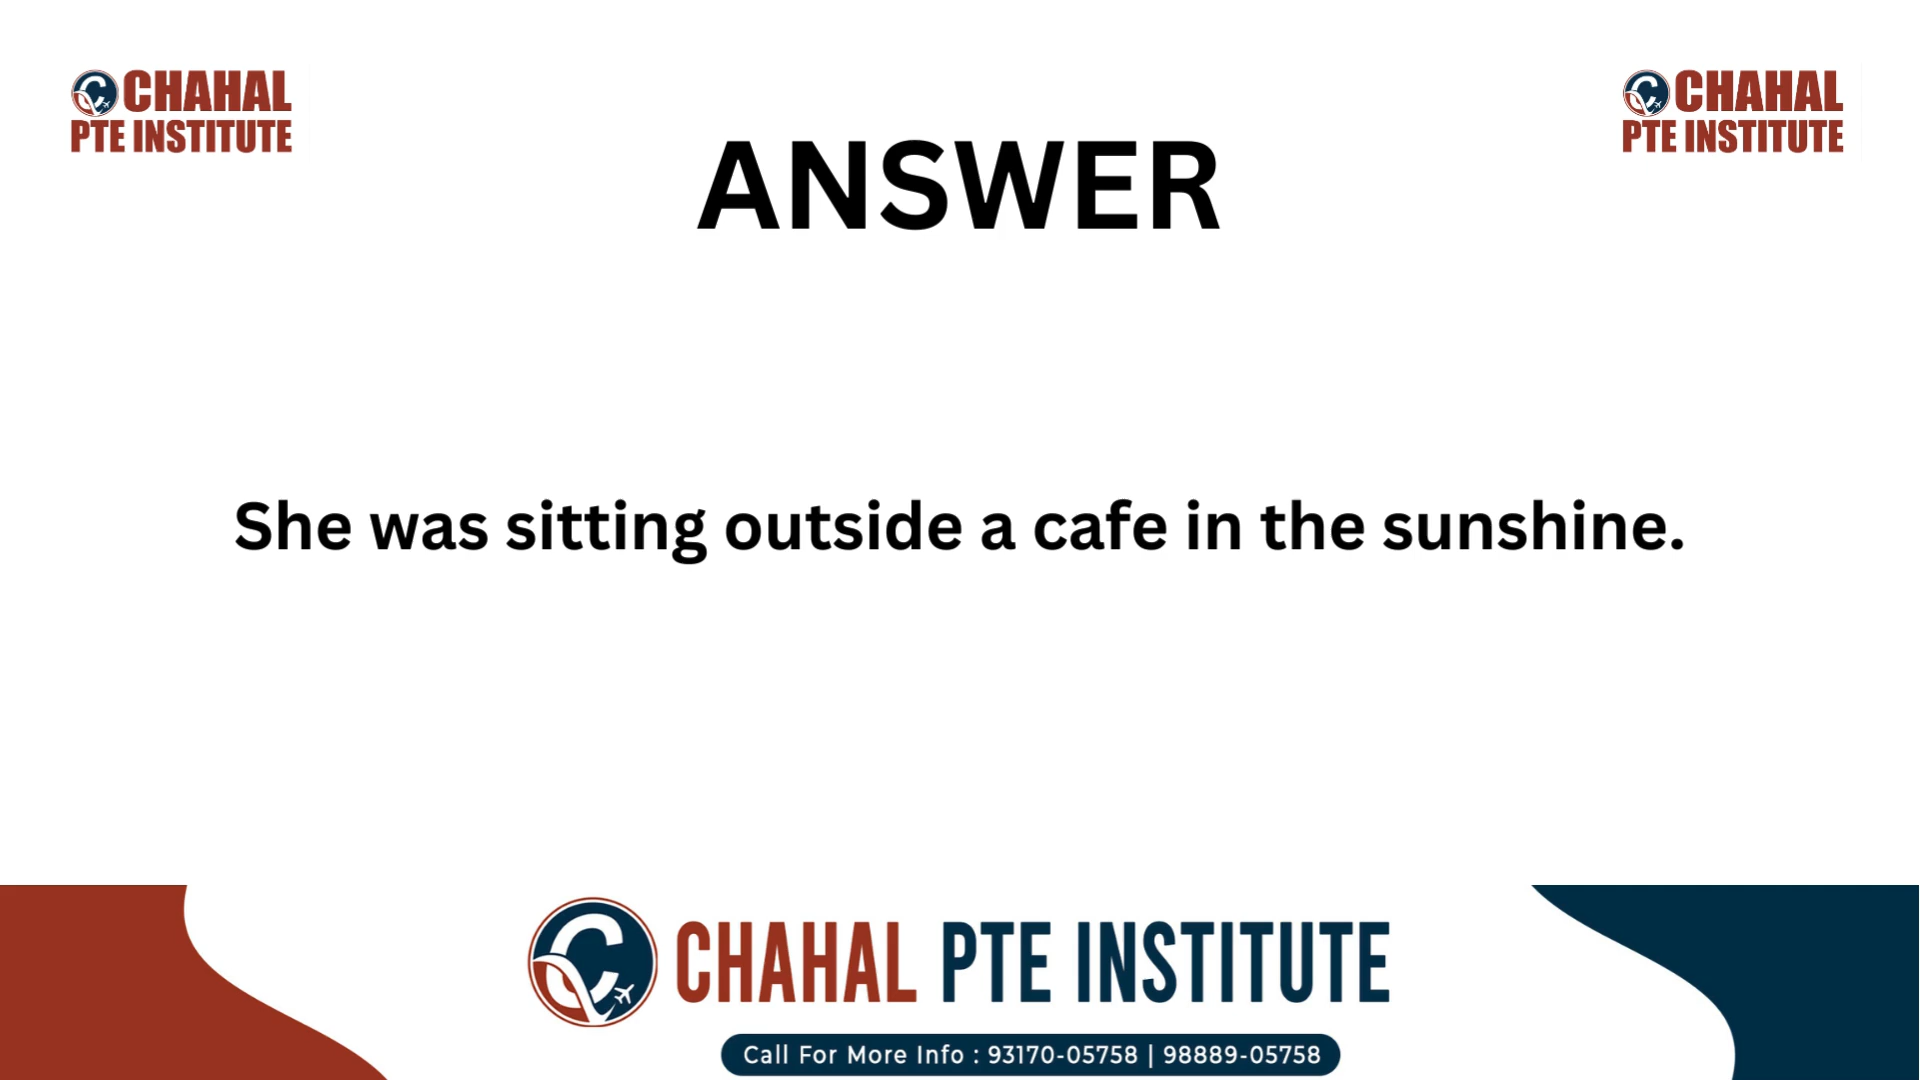 CHAHAL
PTE INSTITUTE
CHAHAL
PTE INSTITUTE
ANSWER
She was sitting outside a cafe in the sunshine.
CHAHAL PTE INSTITUTE
Call For More Info : 93170-05758 | 98889-05758